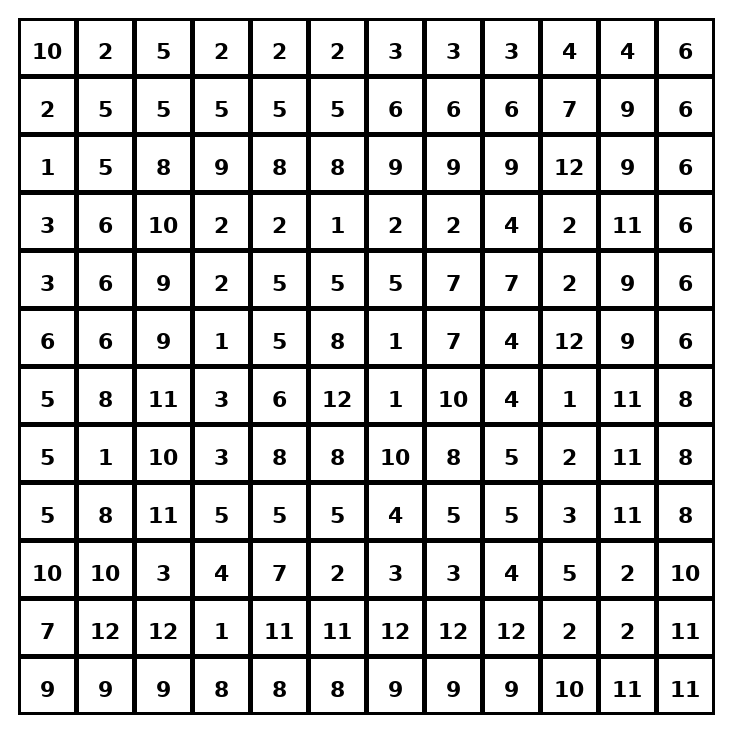 10 2 5 2 2 2 3 3 3 4 4 6
2 5 5 5 5 5 6 6 6 7 9 6
1 5 8 9 8 8 9 9 9 12 9 6
3 6 10 2 2 1 2 2 4 2 11 6
3 6 9 2 5 5 5 7 7 2 9 6
6 6 9 1 5 8 1 7 4 12 9 6
5 8 11 3 6 12 1 10 4 1 11 8
5 1 10 3 8 8 10 8 5 2 11 8
5 8 11 5 5 5 4 5 5 3 11 8
10 10 3 4 7 2 3 3 4 5 2 10
7 12 12 1 11 11 12 12 12 2 2 11
9 9 9 8 8 8 9 9 9 10 11 11